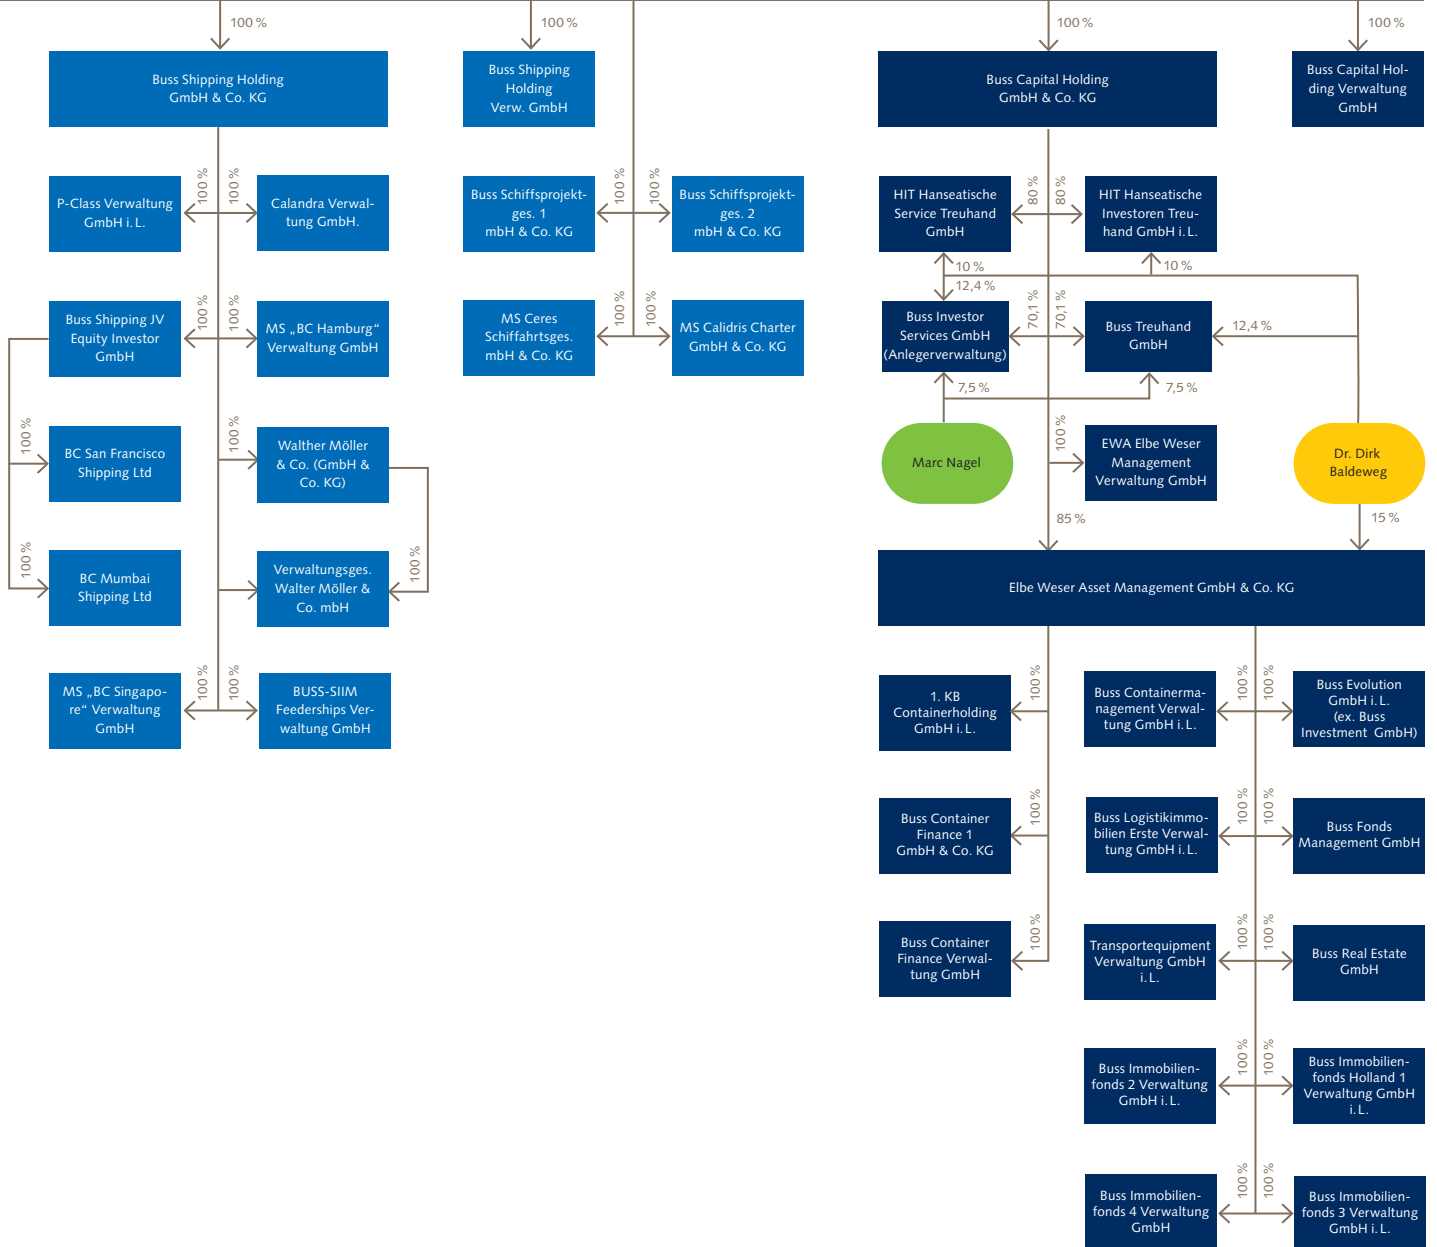 100 %
100 %
100 %
100 %
Buss Shipping Holding
GmbH & Co. KG
Buss Shipping
Holding
Verw. GmbH
Buss Capital Holding
GmbH & Co. KG
Buss Capital Hol-
ding Verwaltung
GmbH
P-Class Verwaltung
GmbH i. L.
100 %
100 %
Calandra Verwal-
tung GmbH.
Buss Schiffsprojekt-
ges. 1
mbH & Co. KG
100 %
100 %
Buss Schiffsprojekt-
ges. 2
mbH & Co. KG
HIT Hanseatische
Service Treuhand
GmbH
80 %
80 %
HIT Hanseatische
Investoren Treu-
hand GmbH i. L.
10 %
10 %
12,4 %
Buss Shipping JV
Equity Investor
GmbH
100 %
100 %
MS „BC Hamburg“
Verwaltung GmbH
MS Ceres
Schiffahrtsges.
mbH & Co. KG
100 %
100 %
MS Calidris Charter
GmbH & Co. KG
Buss Investor
Services GmbH
(Anlegerverwaltung)
70,1 %
70,1 %
Buss Treuhand
GmbH
12,4 %
7,5 %
7,5 %
100 %
BC San Francisco
Shipping Ltd
100 %
Walther Möller
& Co. (GmbH &
Co. KG)
Marc Nagel
100 %
EWA Elbe Weser
Management
Verwaltung GmbH
Dr. Dirk
Baldeweg
85 %
15 %
100 %
BC Mumbai
Shipping Ltd
Verwaltungsges.
Walter Möller &
Co. mbH
100 %
Elbe Weser Asset Management GmbH & Co. KG
MS „BC Singapo-
re“ Verwaltung
GmbH
100 %
100 %
BUSS-SIIM
Feederships Ver-
waltung GmbH
1. KB
Containerholding
GmbH i. L.
100 %
Buss Containerma-
nagement Verwal-
tung GmbH i. L.
100 %
100 %
Buss Evolution
GmbH i. L.
(ex. Buss
Investment GmbH)
Buss Container
Finance 1
GmbH & Co. KG
100 %
Buss Logistikimmo-
bilien Erste Verwal-
tung GmbH i. L.
100 %
100 %
Buss Fonds
Management GmbH
Buss Container
Finance Verwal-
tung GmbH
100 %
Transportequipment
Verwaltung GmbH
i. L.
100 %
100 %
Buss Real Estate
GmbH
Buss Immobilien-
fonds 2 Verwaltung
GmbH i. L.
100 %
100 %
Buss Immobilien-
fonds Holland 1
Verwaltung GmbH
i. L.
Buss Immobilien-
fonds 4 Verwaltung
GmbH
100 %
100 %
Buss Immobilien-
fonds 3 Verwaltung
GmbH i. L.